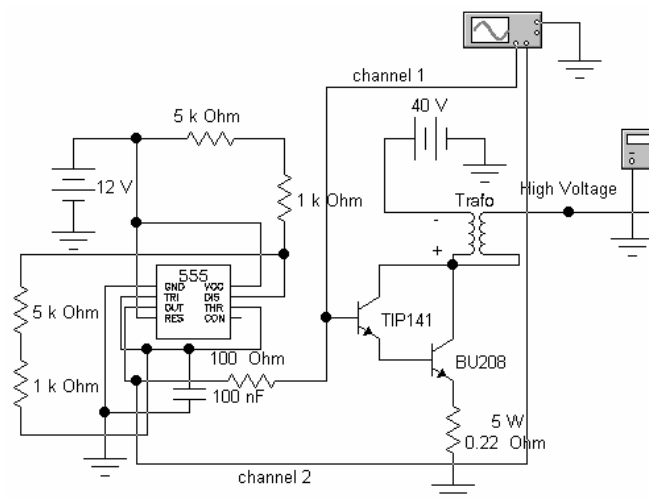 channel 1
40 V
5 k Ohm
12 V
1 k Ohm
Trafo
High Voltage
-
+
555
GND VCC
TRI DIS
OUT THR
RES CON
5 k Ohm
TIP141
100 Ohm
BU208
1 k Ohm
100 nF
5 W
0.22 Ohm
channel 2